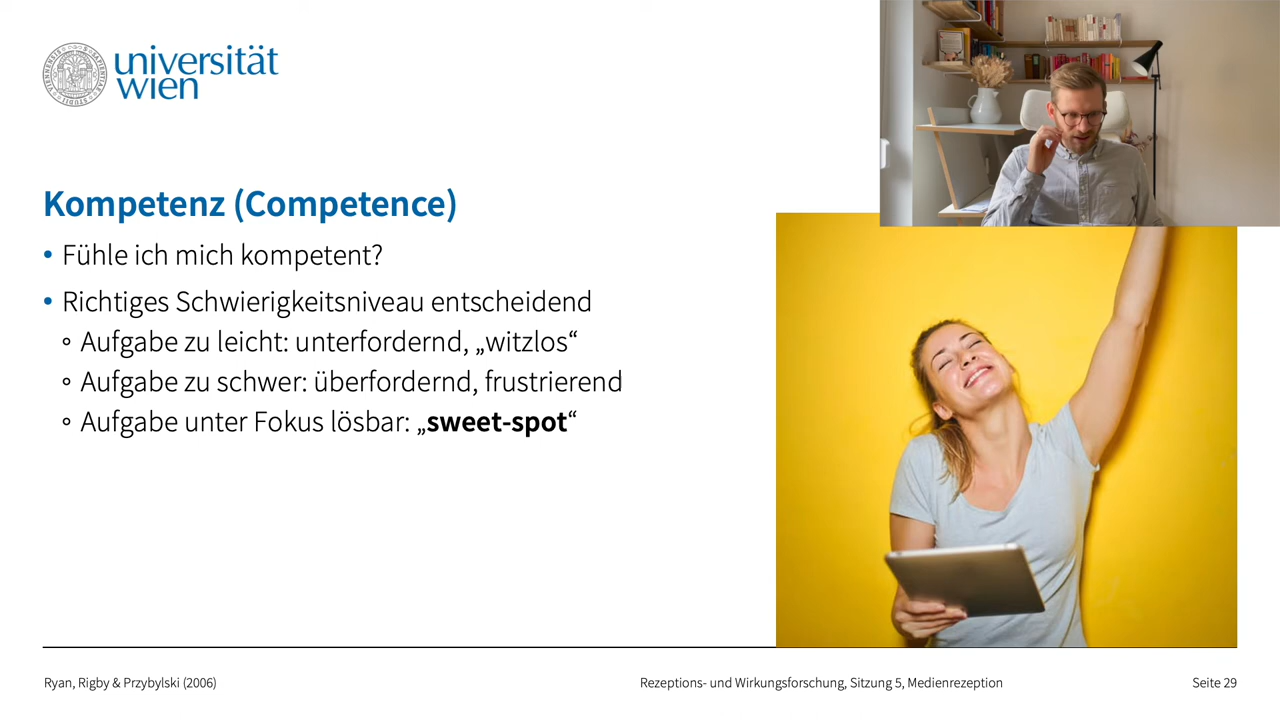 universität
wien
Kompetenz (Competence)
• Fühle ich mich kompetent?
• Richtiges Schwierigkeitsniveau entscheidend
◦ Aufgabe zu leicht: unterfordernd, „witzlos“
◦ Aufgabe zu schwer: überfordernd, frustrierend
◦ Aufgabe unter Fokus lösbar: „sweet-spot“
Ryan, Rigby & Przybylski (2006)
Rezeptions- und Wirkungsforschung, Sitzung 5, Medienrezeption
Seite 29